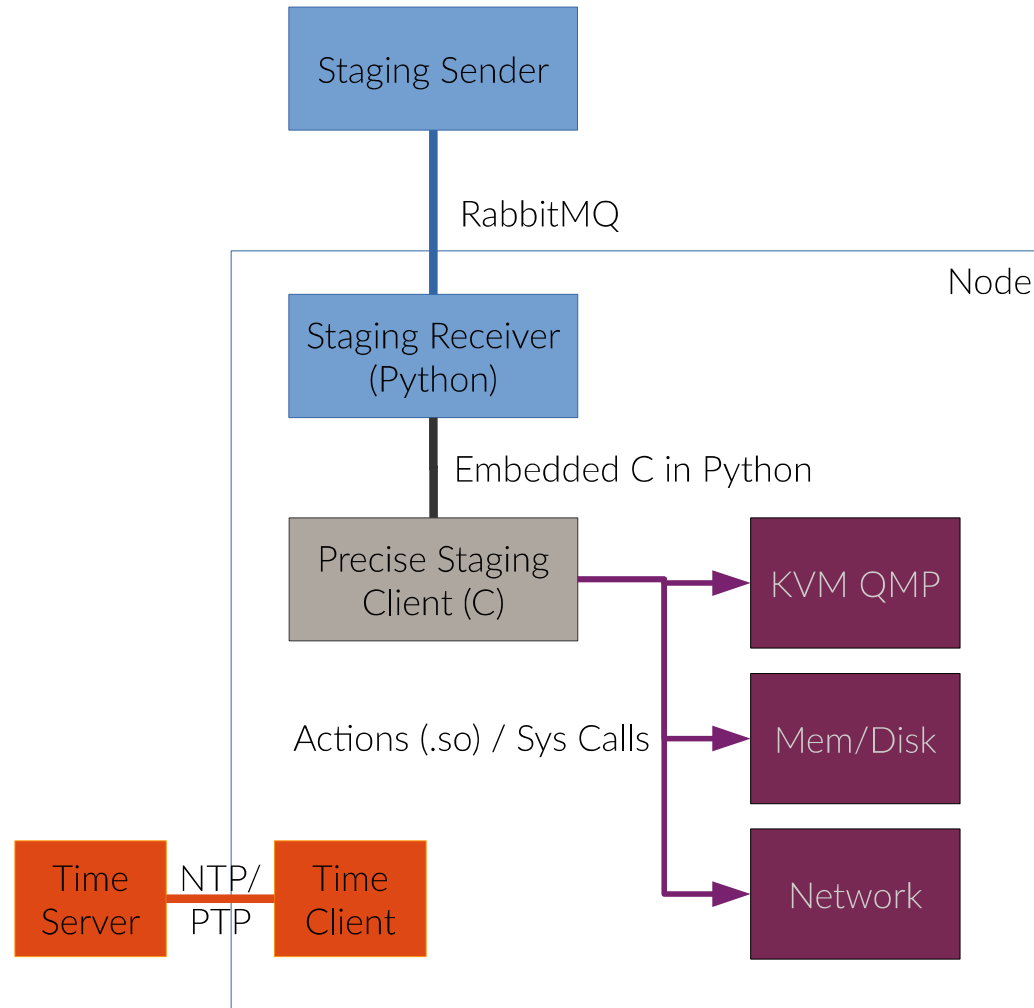 Staging Sender
RabbitMQ
Node
Staging Receiver
(Python)
Embedded C in Python
Precise Staging
Client (C)
KVM QMP
Actions (.so) / Sys Calls
Mem/Disk
Network
Time
Server
NTP/
PTP
Time
Client